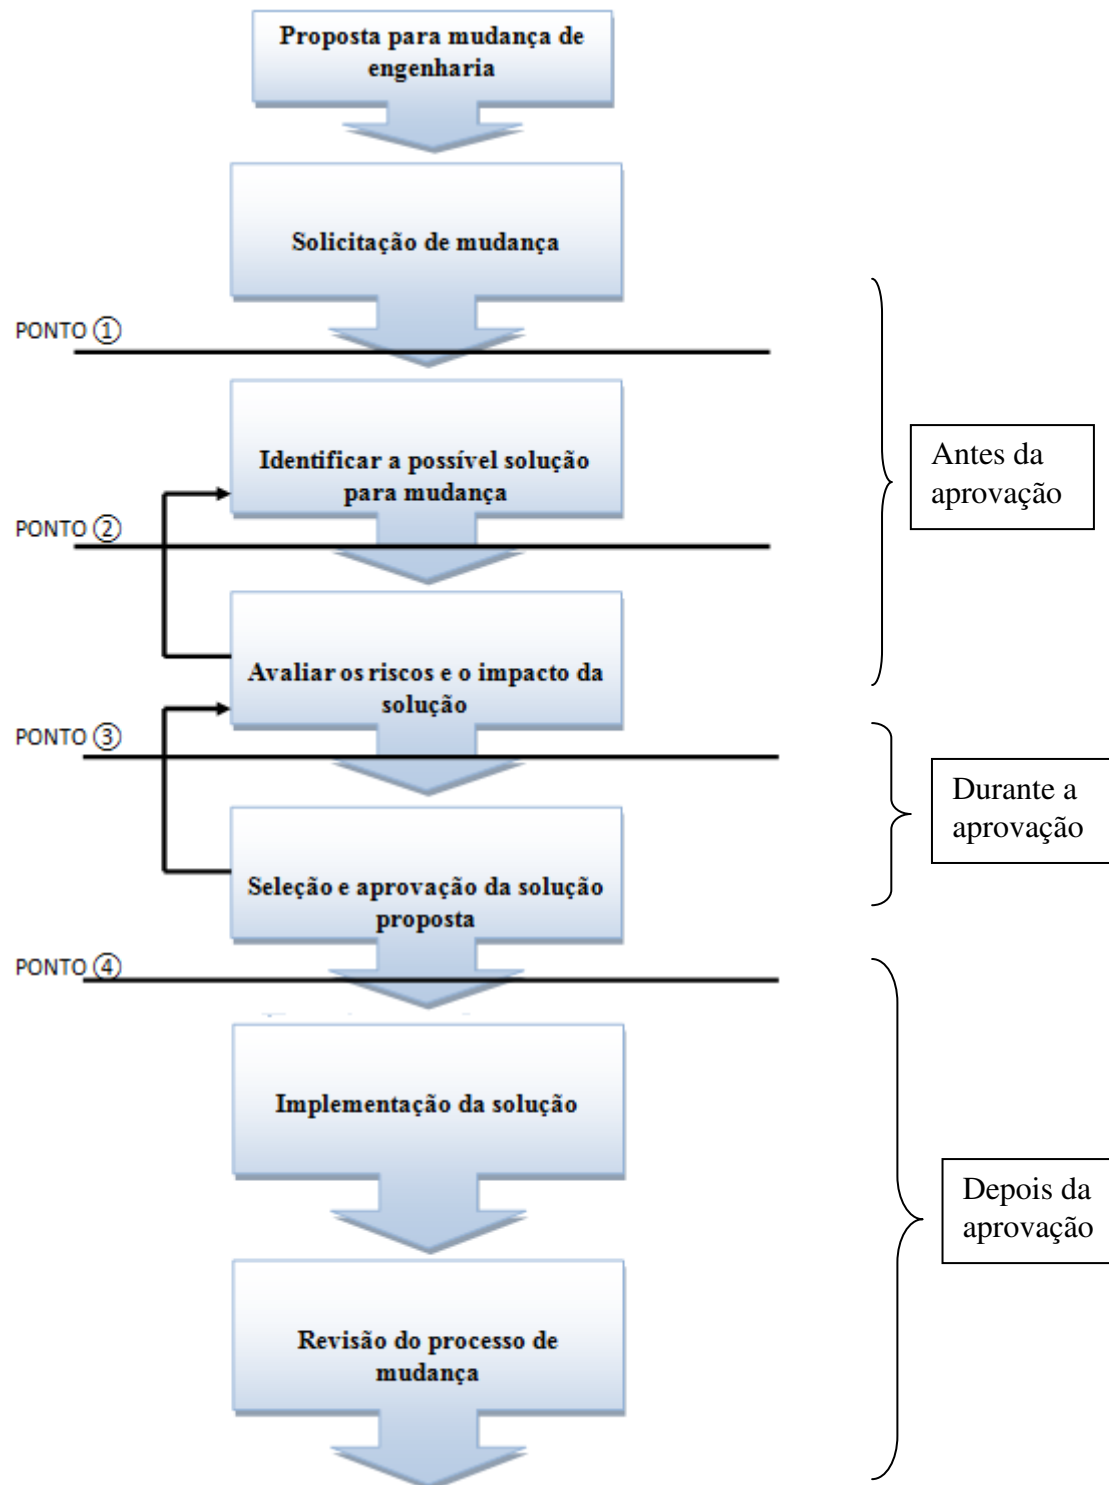 Proposta para mudança de
engenharia
Solicitação de mudança
PONTO ①
Identificar a possível solução
para mudança
Antes da
aprovação
PONTO ②
Avaliar os riscos e o impacto da
solução
PONTO ③
Durante a
aprovação
Seleção e aprovação da solução
proposta
PONTO ④
Implementação da solução
Depois da
aprovação
Revisão do processo de
mudança